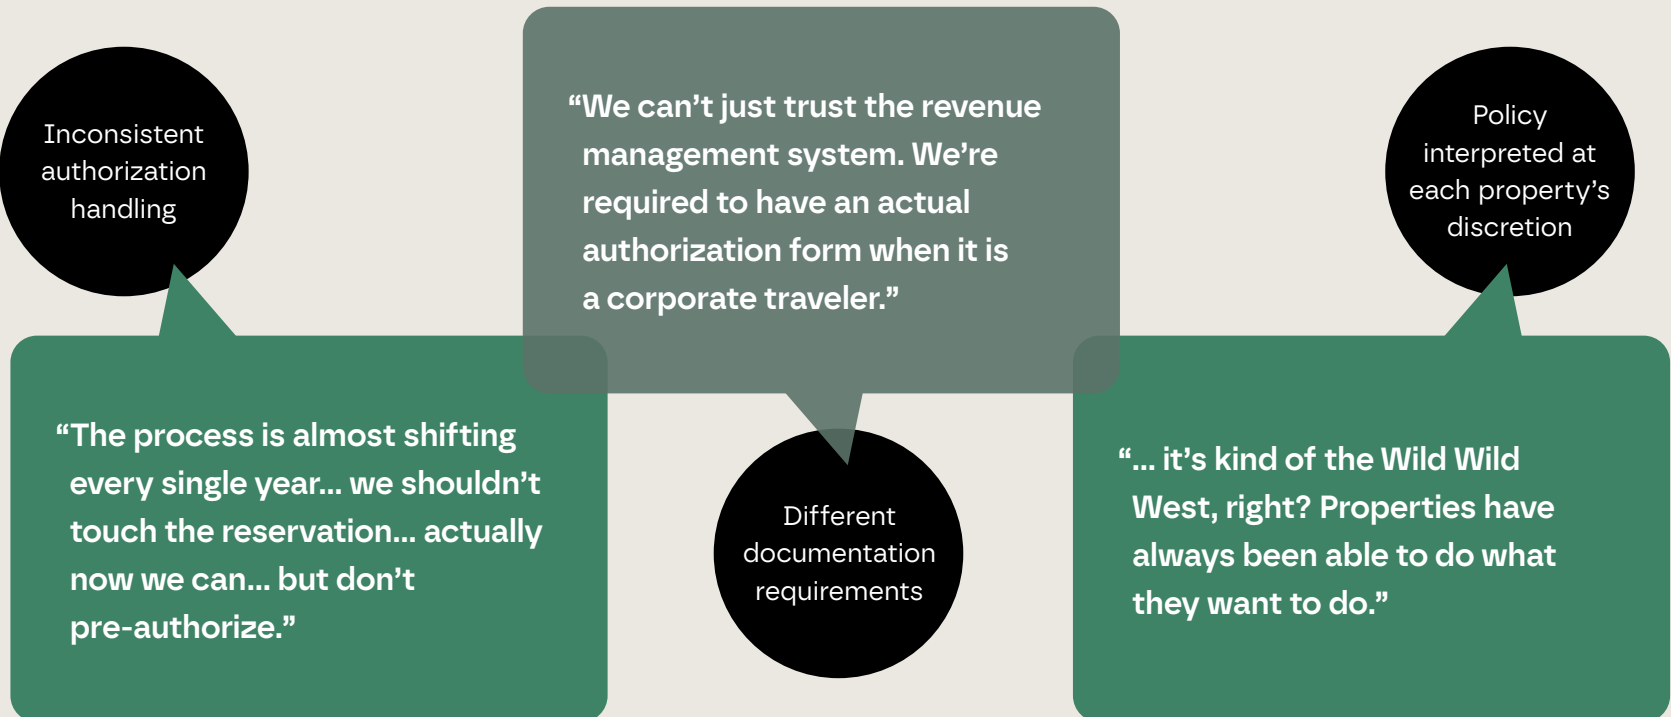 Inconsistent
authorization
handling
“The process is almost shifting
every single year... we shouldn’t
touch the reservation... actually
now we can... but don’t
pre-authorize.”
“We can’t just trust the revenue
management system. We’re
required to have an actual
authorization form when it is
a corporate traveler.”
Different
documentation
requirements
Policy
interpreted at
each property’s
discretion
“... it’s kind of the Wild Wild
West, right? Properties have
always been able to do what
they want to do.”